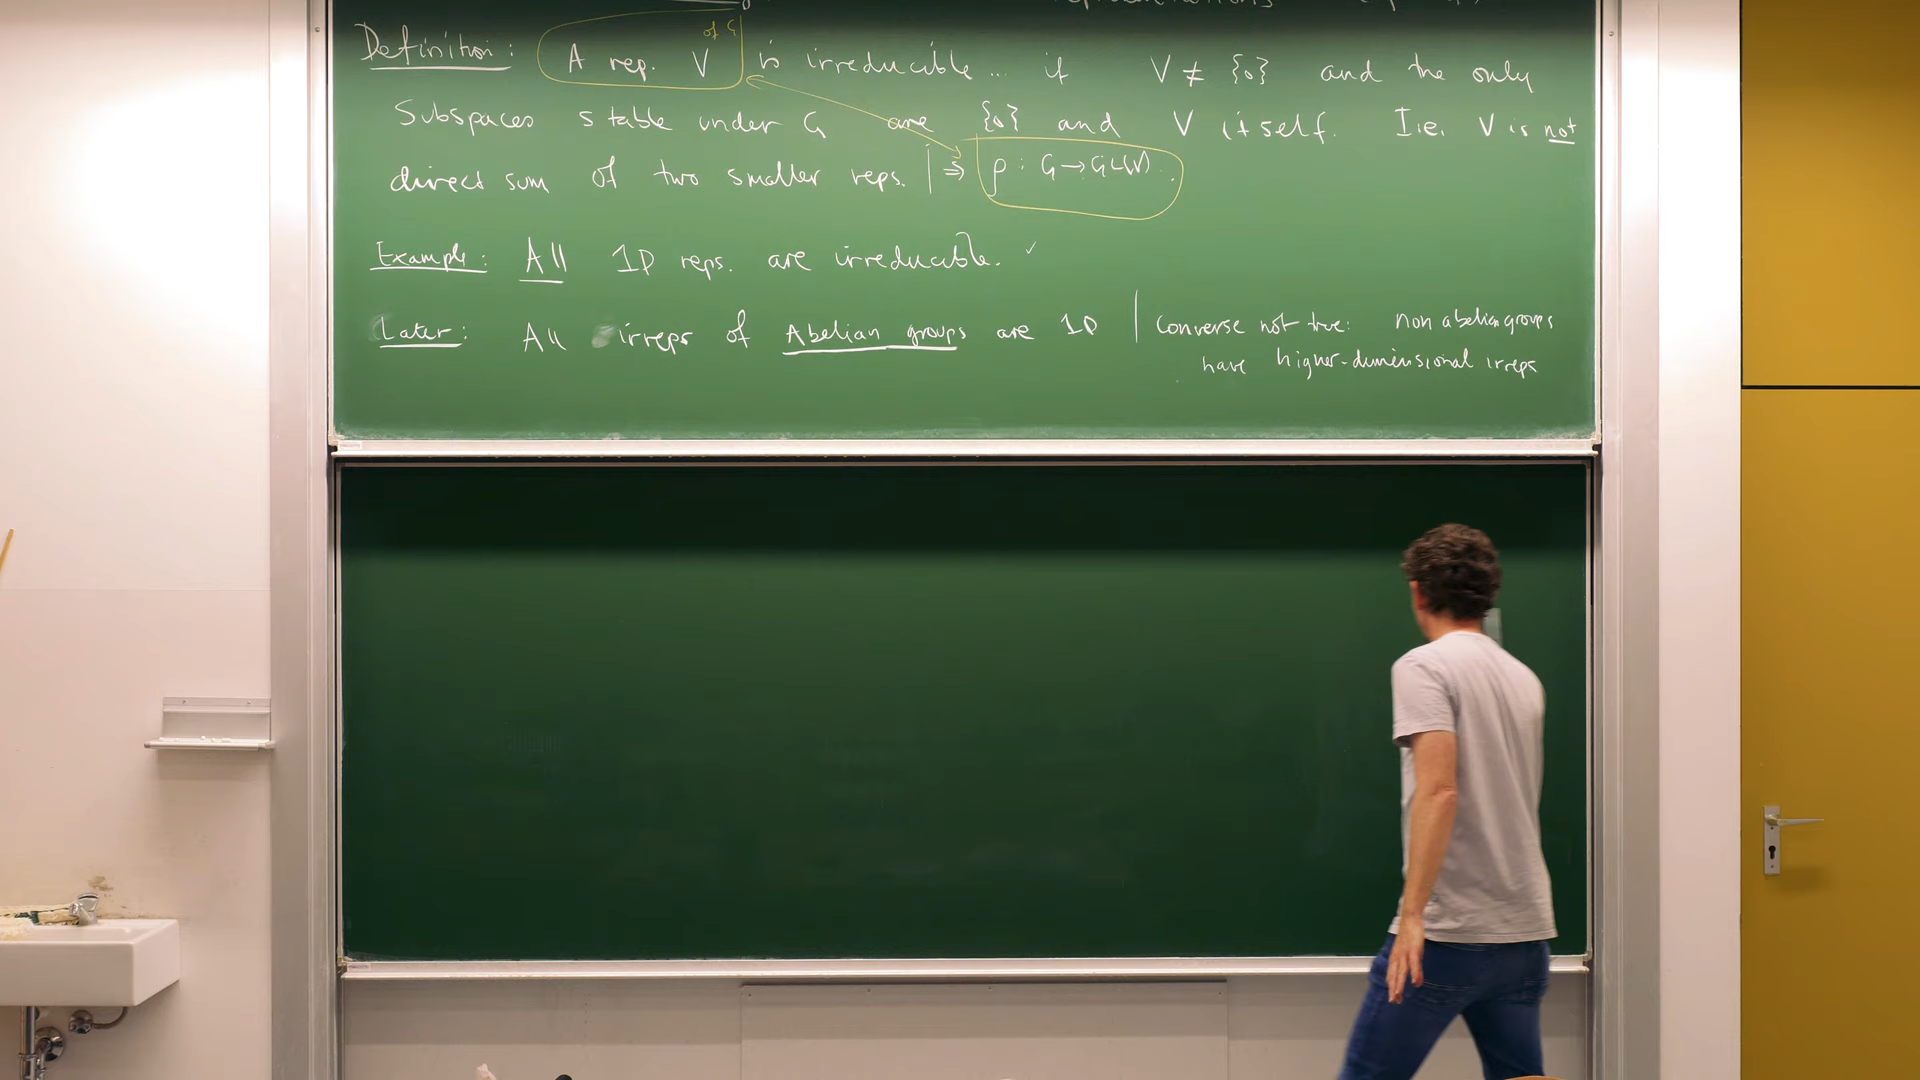 of G
Definition: A rep. V is irreducible... if V ≠ {0} and the only
Subspaces stable under G are {0} and V itself. I.e. V is not
direct sum of two smaller reps. | ⇒ ρ : G → GL(V).
Example: All 1D reps. are irreducible. ✓
Later: All irreps of Abelian groups are 1D | Converse not true: non abelian groups
have higher-dimensional irreps